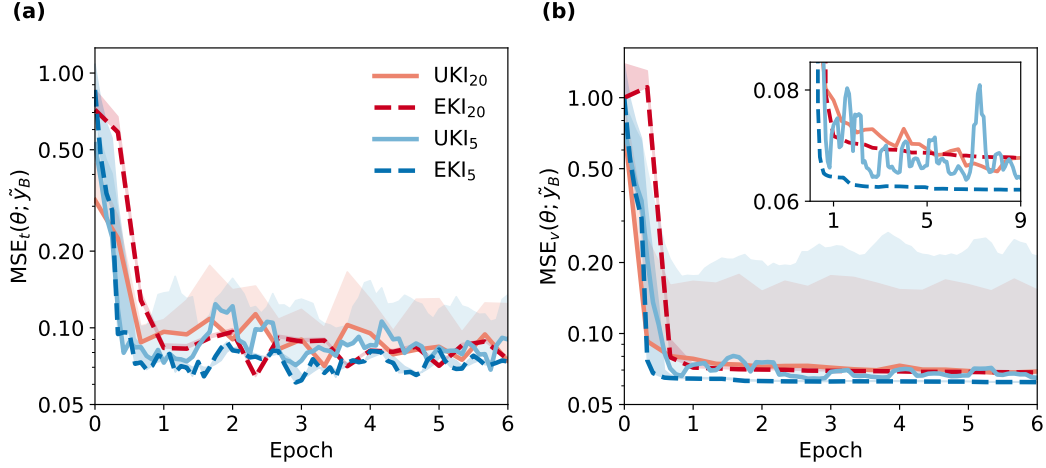 (a)
MSE_t(θ; ỹ_B)
1.00
0.50
0.20
0.10
0.05
0 1 2 3 4 5 6
Epoch
UKI₂₀
EKI₂₀
UKI₅
EKI₅
(b)
MSE_v(θ; ỹ_B)
1.00
0.50
0.20
0.10
0.05
0 1 2 3 4 5 6
Epoch
0.08
0.06
1 5 9